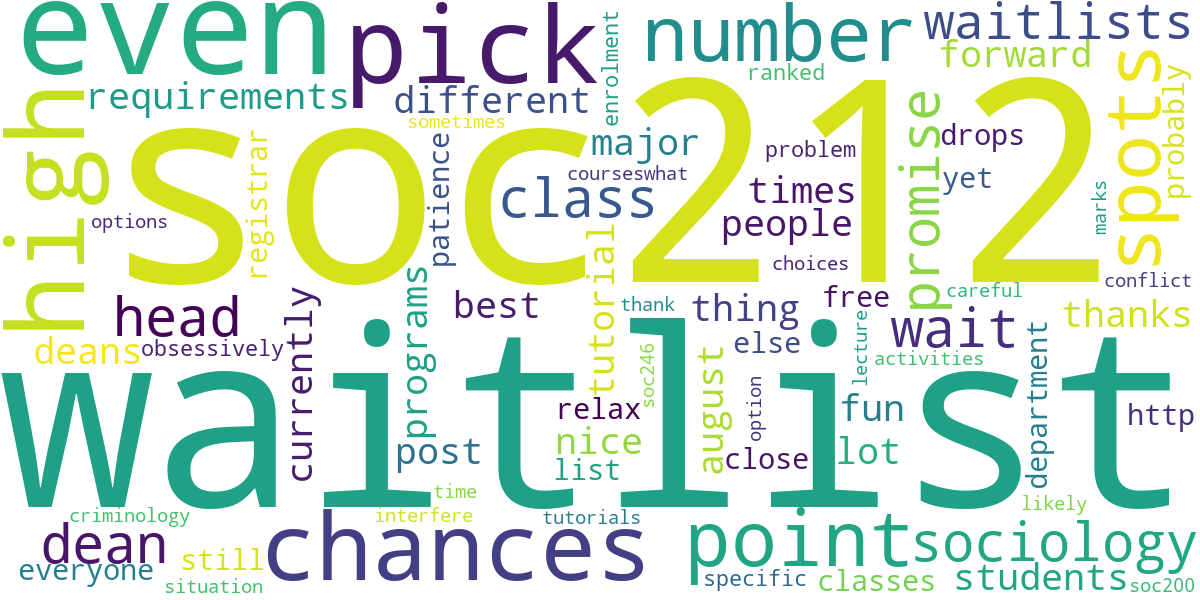 even
pick
number
waitlists
enrolment
forward
ranked
requirements
different
sometimes
high
soc212
promise
spots
probably
major
problem
drops
registrar
patience
class
courseswhat
times
yet
people
marks
options
tutorial
choices
conflict
programs
careful
head
currently
best
thank
thing
free
wait
thanks
deans
obsessively
else
lecture
activities
department
soc246
august
waitlist
option
relax
fun
http
nice
post
list
close
lot
time
likely
criminology
interfere
tutorials
dean
chances
point
sociology
still
everyone
situation
specific
classes
students
soc200